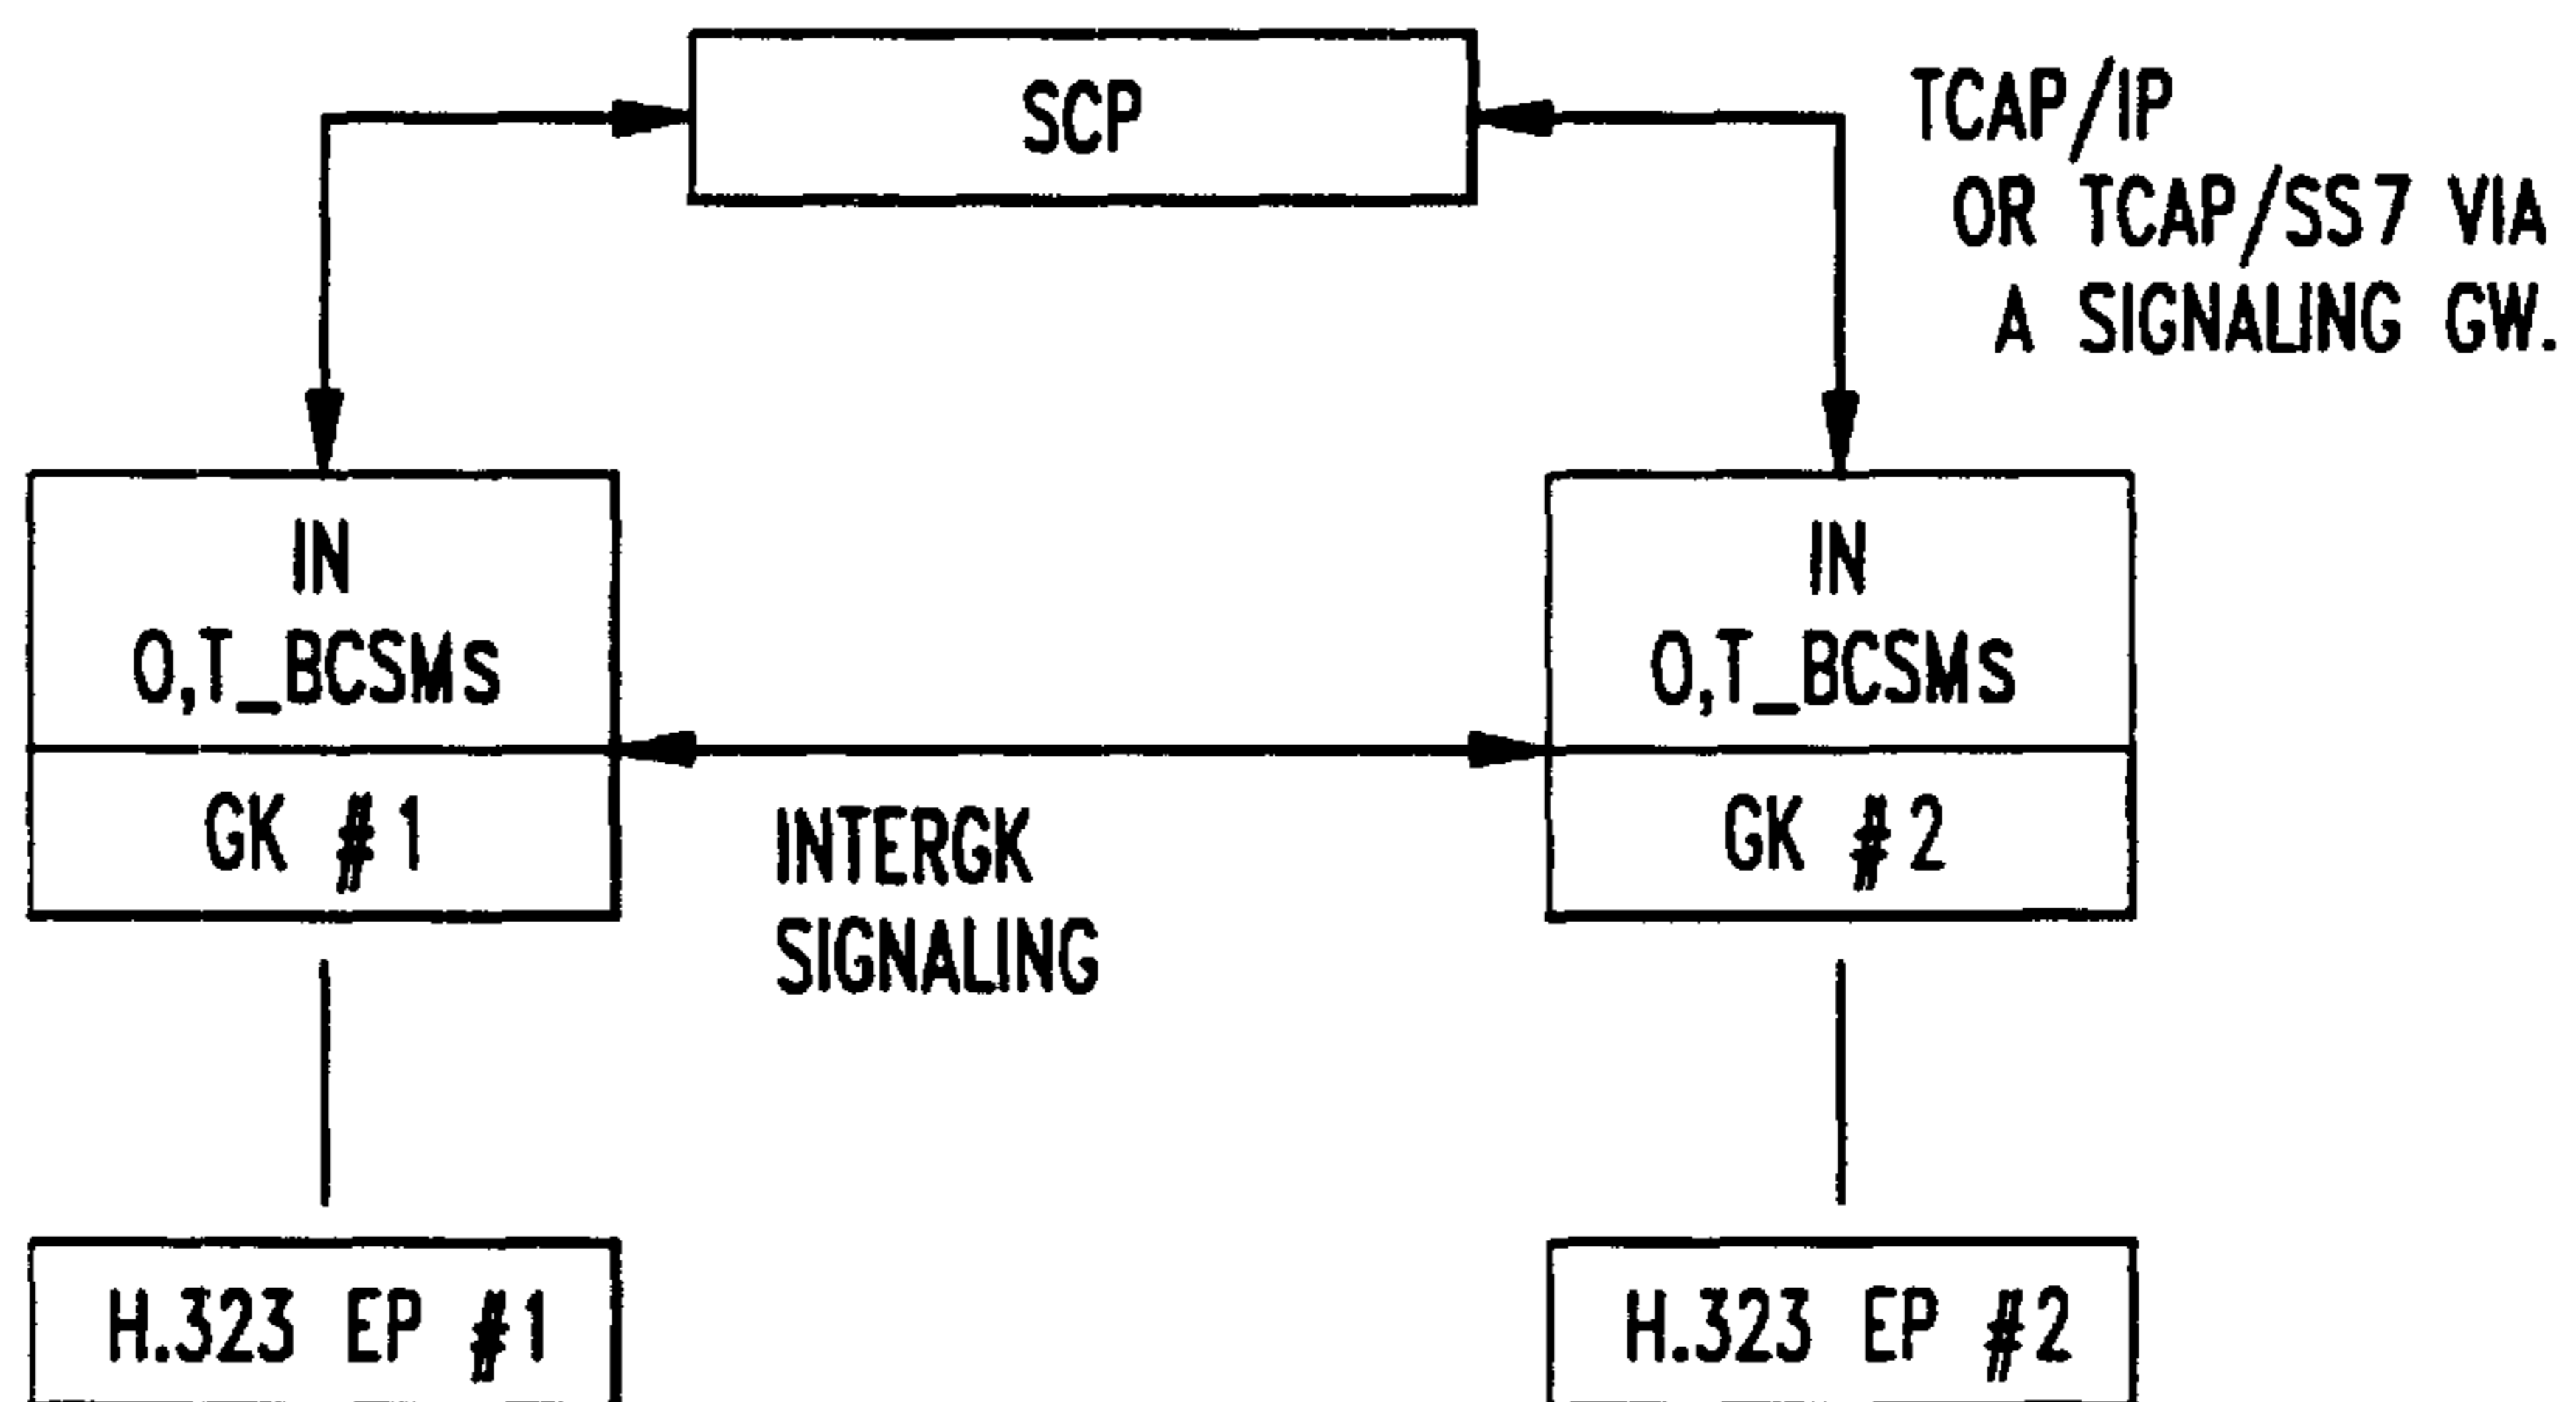 SCP
TCAP/IP
OR TCAP/SS7 VIA
A SIGNALING GW.
IN
O,T_BCSMs
GK #1
IN
O,T_BCSMs
GK #2
INTERGK
SIGNALING
H.323 EP #1
H.323 EP #2